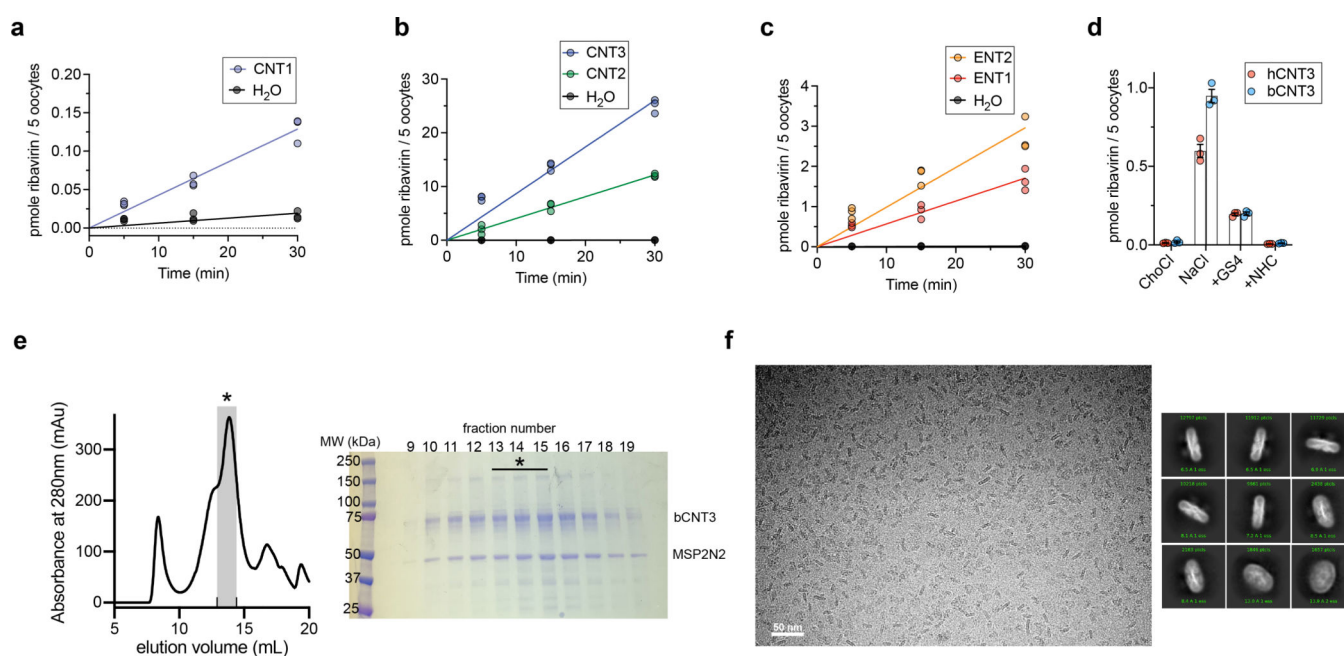 a
CNT1
H2O
pmole ribavirin / 5 oocytes
0.20
0.15
0.10
0.05
0.00
0 10 20 30
Time (min)
b
CNT3
CNT2
H2O
pmole ribavirin / 5 oocytes
30
20
10
0
0 10 20 30
Time (min)
c
ENT2
ENT1
H2O
pmole ribavirin / 5 oocytes
4
3
2
1
0
0 10 20 30
Time (min)
d
hCNT3
bCNT3
pmole ribavirin / 5 oocytes
1.0
0.5
0.0
ChoCl
NaCl
+GS4
+NHC
e
*
Absorbance at 280nm (mAu)
300
200
100
0
5 10 15 20
elution volume (mL)
fraction number
MW (kDa)
9 10 11 12 13 14 15 16 17 18 19
*
250
150
100
75
50
37
25
bCNT3
MSP2N2
f
50 nm